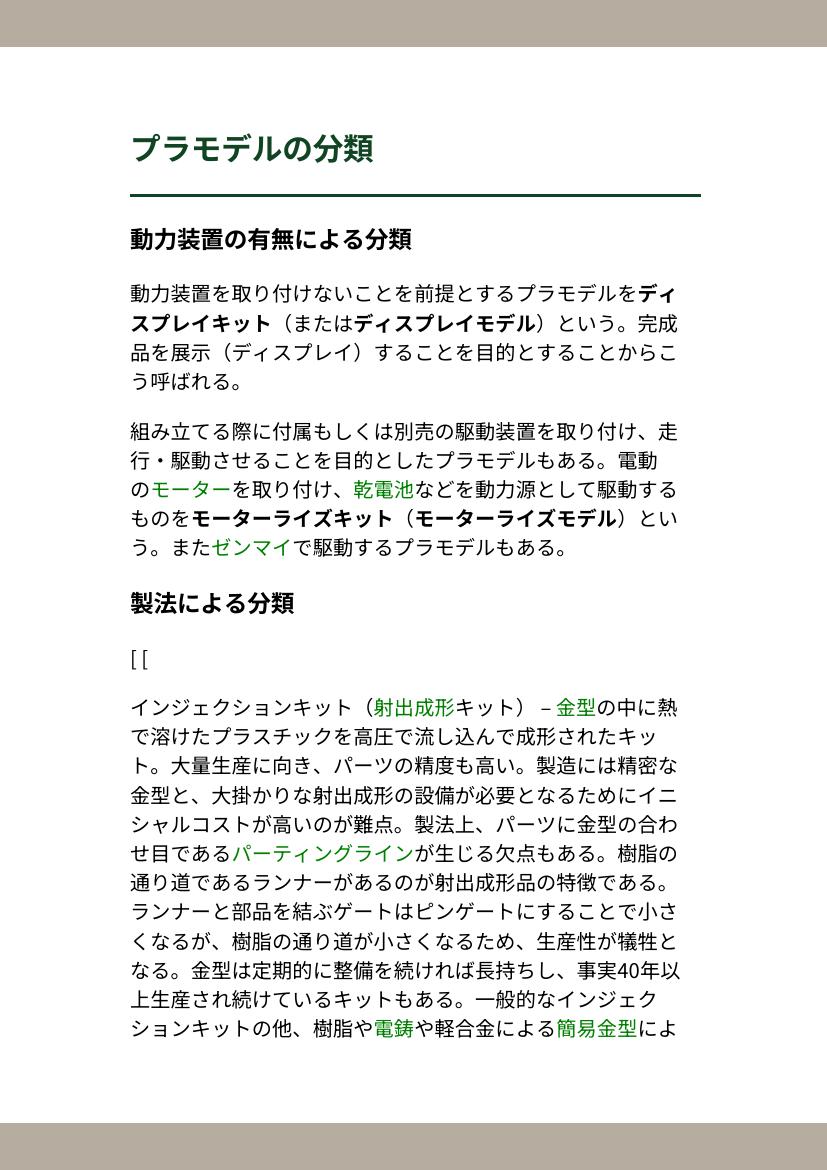 プラモデルの分類
動力装置の有無による分類
動力装置を取り付けないことを前提とするプラモデルをディ
スプレイキット（またはディスプレイモデル）という。完成
品を展示（ディスプレイ）することを目的とすることからこ
う呼ばれる。
組み立てる際に付属もしくは別売の駆動装置を取り付け、走
行・駆動させることを目的としたプラモデルもある。電動
のモーターを取り付け、乾電池などを動力源として駆動する
ものをモーターライズキット（モーターライズモデル）とい
う。またゼンマイで駆動するプラモデルもある。
製法による分類
[ [
インジェクションキット（射出成形キット） – 金型の中に熱
で溶けたプラスチックを高圧で流し込んで成形されたキッ
ト。大量生産に向き、パーツの精度も高い。製造には精密な
金型と、大掛かりな射出成形の設備が必要となるためにイニ
シャルコストが高いのが難点。製法上、パーツに金型の合わ
せ目であるパーティングラインが生じる欠点もある。樹脂の
通り道であるランナーがあるのが射出成形品の特徴である。
ランナーと部品を結ぶゲートはピンゲートにすることで小さ
くなるが、樹脂の通り道が小さくなるため、生産性が犠牲と
なる。金型は定期的に整備を続ければ長持ちし、事実40年以
上生産され続けているキットもある。一般的なインジェク
ションキットの他、樹脂や電鋳や軽合金による簡易金型によ